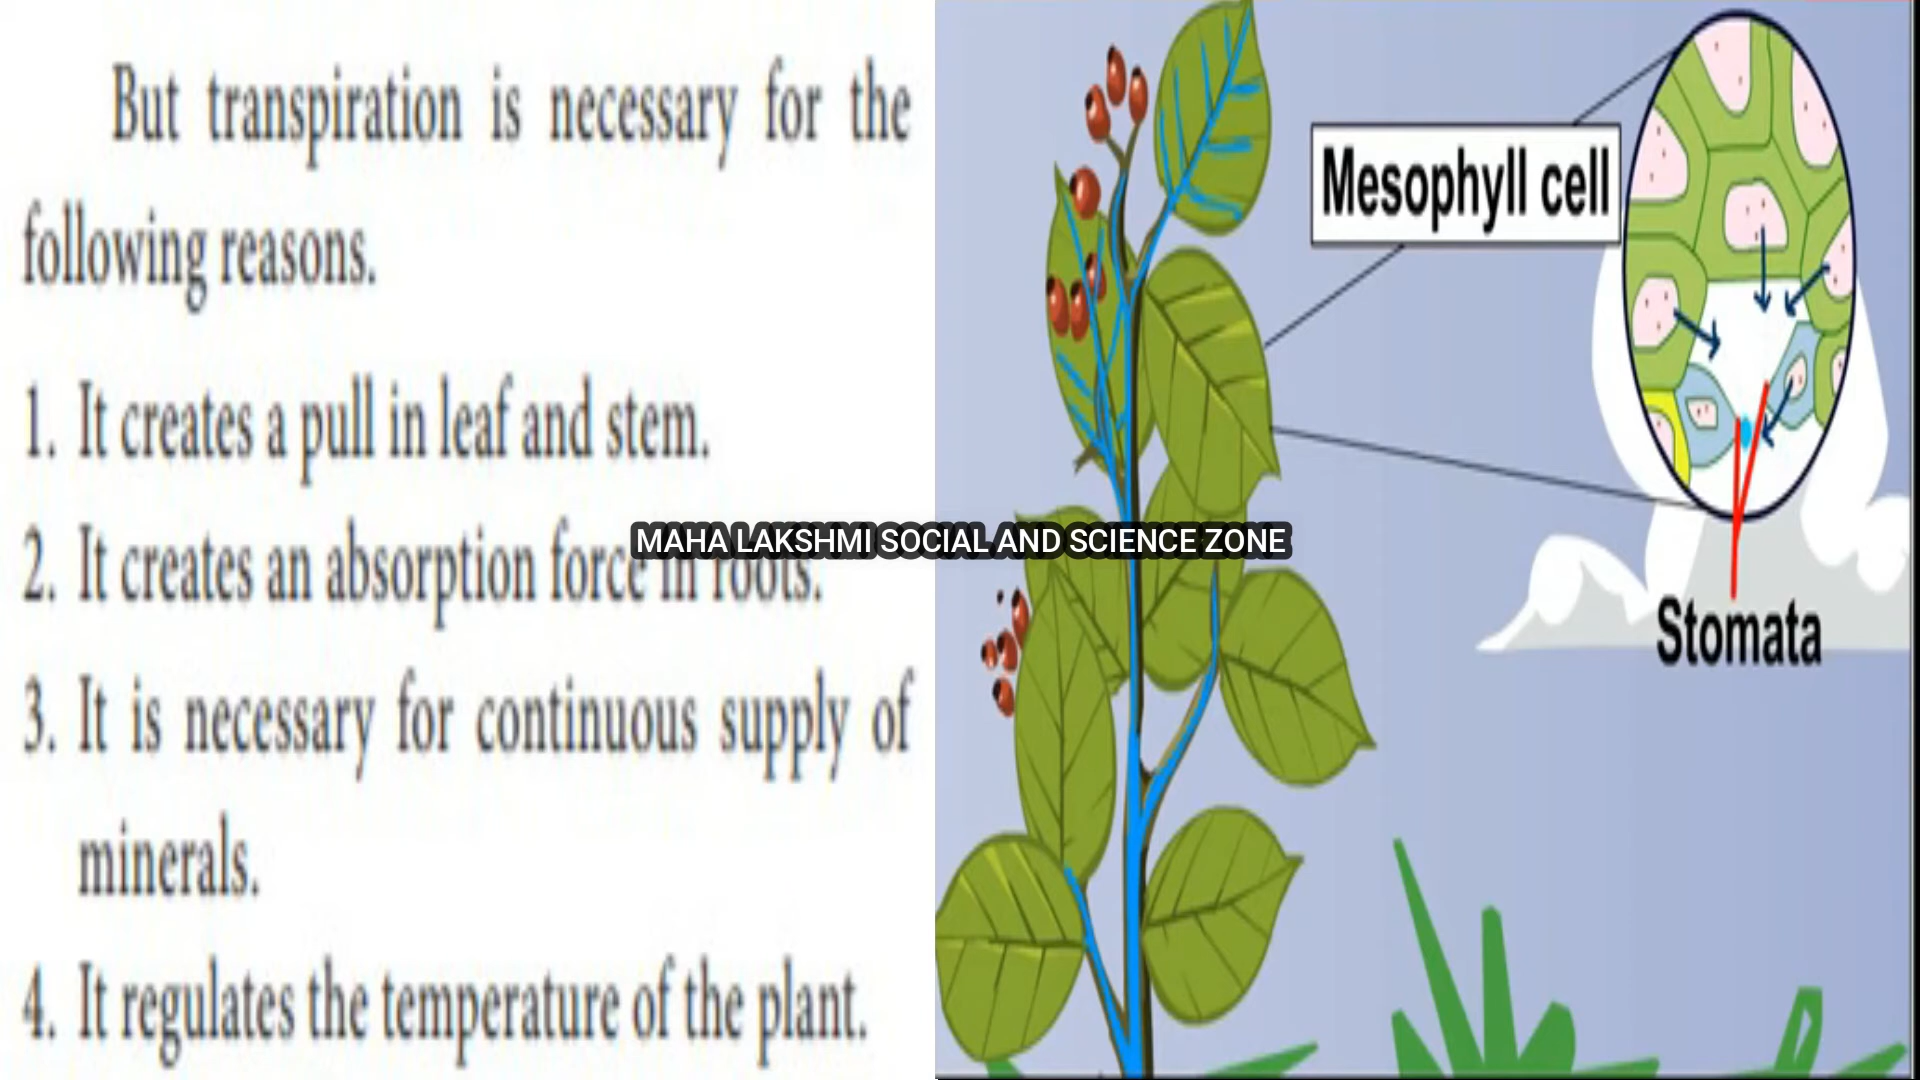 But transpiration is necessary for the
following reasons.
1. It creates a pull in leaf and stem.
2. It creates an absorption force in roots.
3. It is necessary for continuous supply of
minerals.
4. It regulates the temperature of the plant.
MAHA LAKSHMI SOCIAL AND SCIENCE ZONE
Mesophyll cell
Stomata